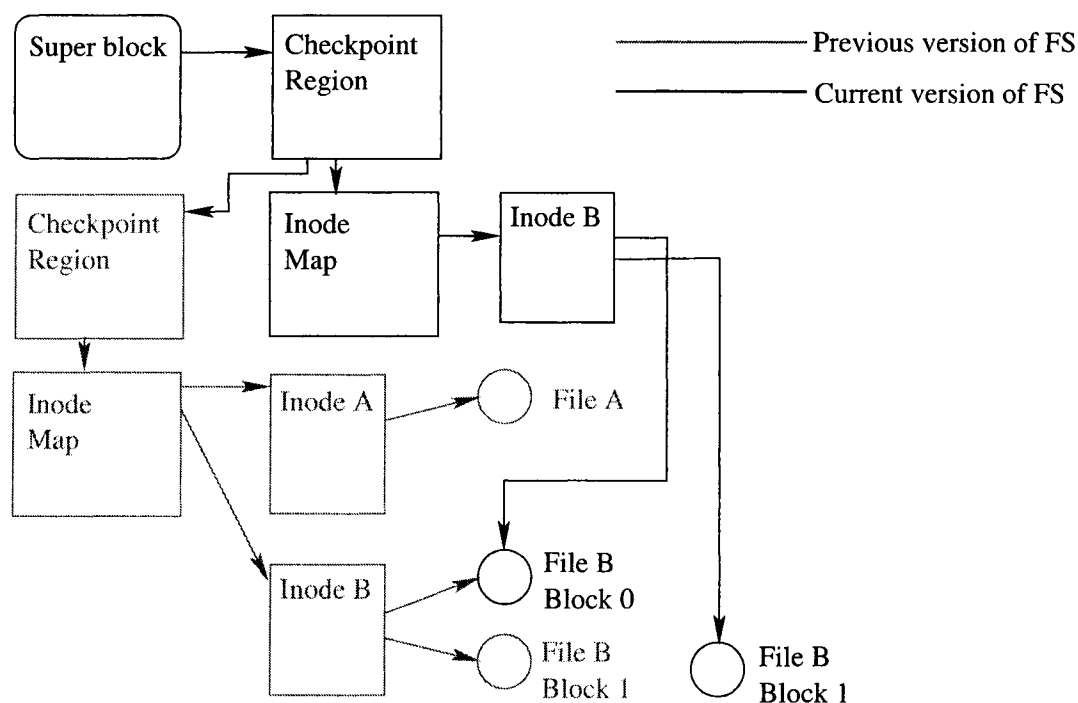 Super block
Checkpoint
Region
Previous version of FS
Current version of FS
Checkpoint
Region
Inode
Map
Inode B
Inode
Map
Inode A
File A
Inode B
File B
Block 0
File B
Block 1
File B
Block 1